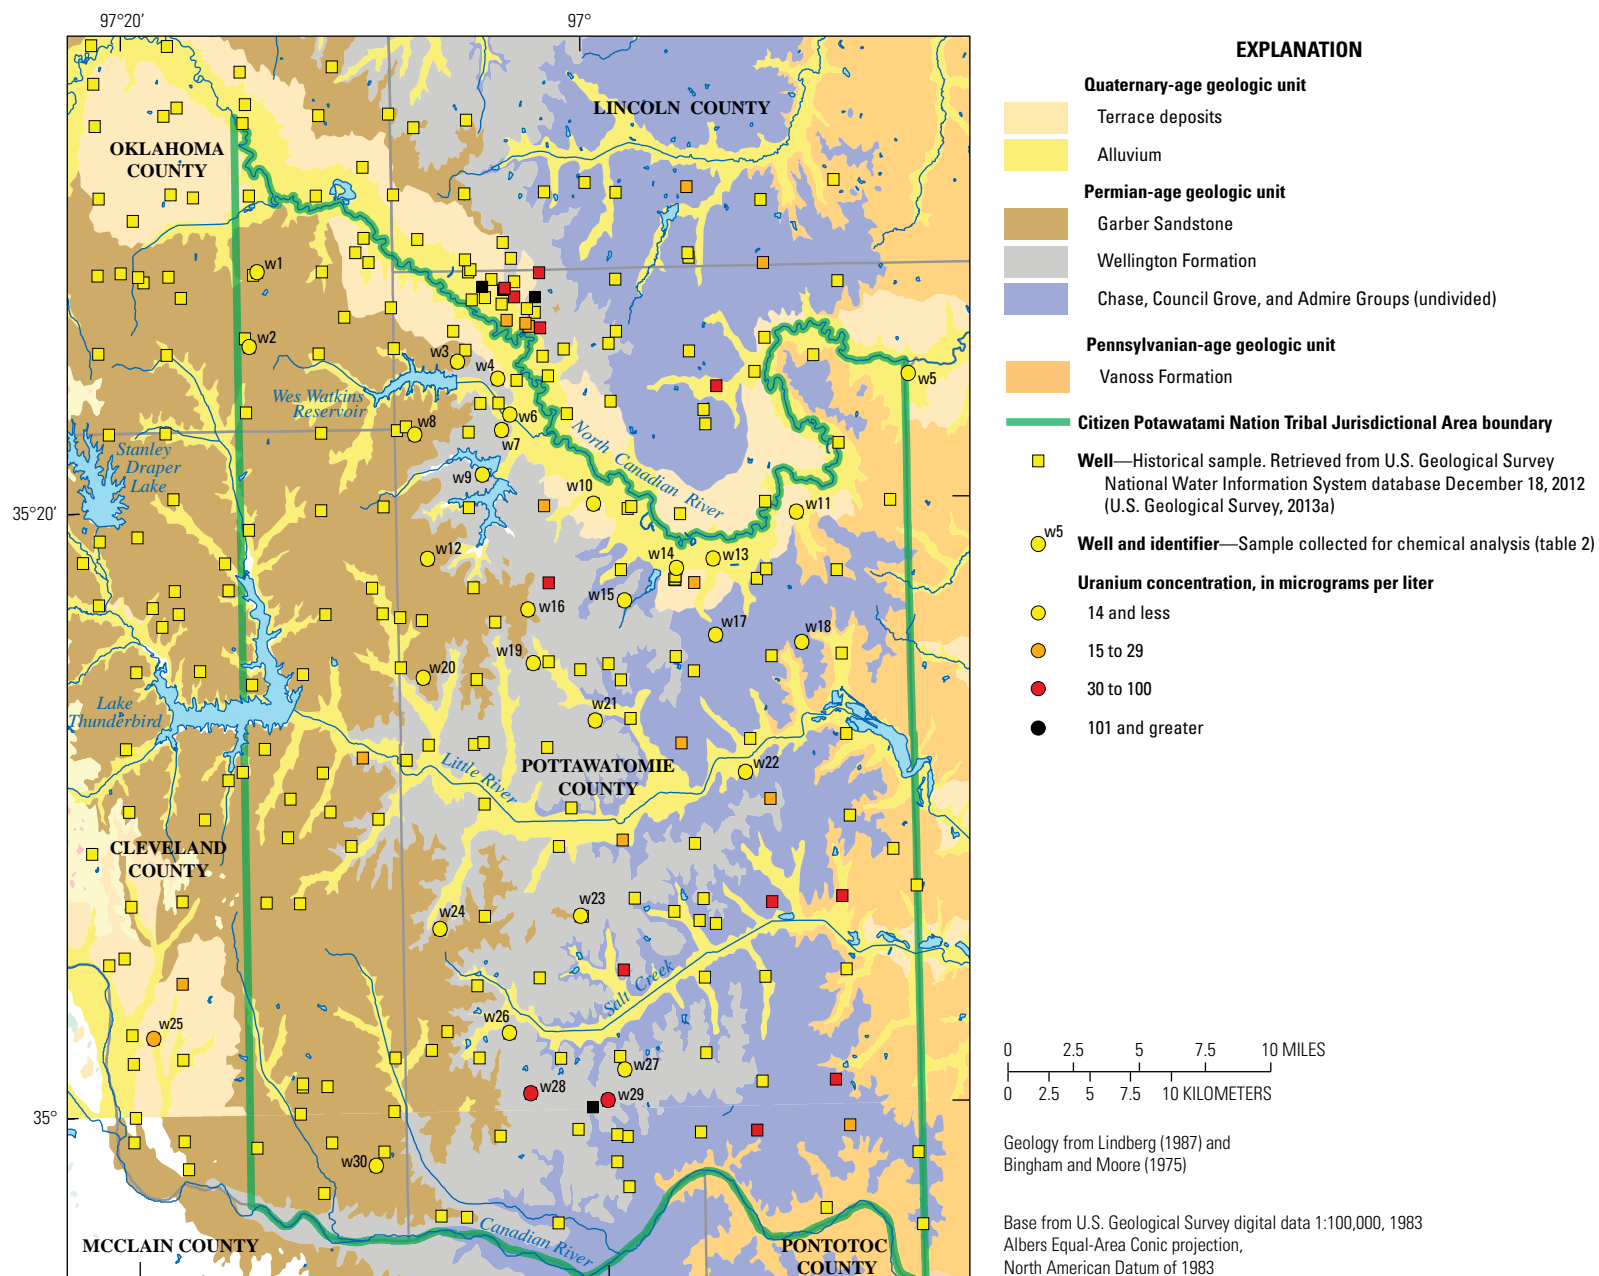 97°20′
97°
LINCOLN COUNTY
OKLAHOMA
COUNTY
w1
w2
w3
w4
w5
Wes Watkins
Reservoir
w6
w8
w7
North Canadian River
Stanley
Draper
Lake
w9
w10
w11
35°20′
w12
w14
w13
w15
w16
w17
w18
w19
w20
Lake
Thunderbird
w21
Little River
POTTAWATOMIE
COUNTY
w22
CLEVELAND
COUNTY
w23
w24
Salt Creek
w25
w26
w27
w28
w29
35°
w30
Canadian River
MCCLAIN COUNTY
PONTOTOC
COUNTY
EXPLANATION
Quaternary-age geologic unit
Terrace deposits
Alluvium
Permian-age geologic unit
Garber Sandstone
Wellington Formation
Chase, Council Grove, and Admire Groups (undivided)
Pennsylvanian-age geologic unit
Vanoss Formation
Citizen Potawatami Nation Tribal Jurisdictional Area boundary
Well—Historical sample. Retrieved from U.S. Geological Survey
National Water Information System database December 18, 2012
(U.S. Geological Survey, 2013a)
w5
Well and identifier—Sample collected for chemical analysis (table 2)
Uranium concentration, in micrograms per liter
14 and less
15 to 29
30 to 100
101 and greater
0 2.5 5 7.5 10 MILES
0 2.5 5 7.5 10 KILOMETERS
Geology from Lindberg (1987) and
Bingham and Moore (1975)
Base from U.S. Geological Survey digital data 1:100,000, 1983
Albers Equal-Area Conic projection,
North American Datum of 1983